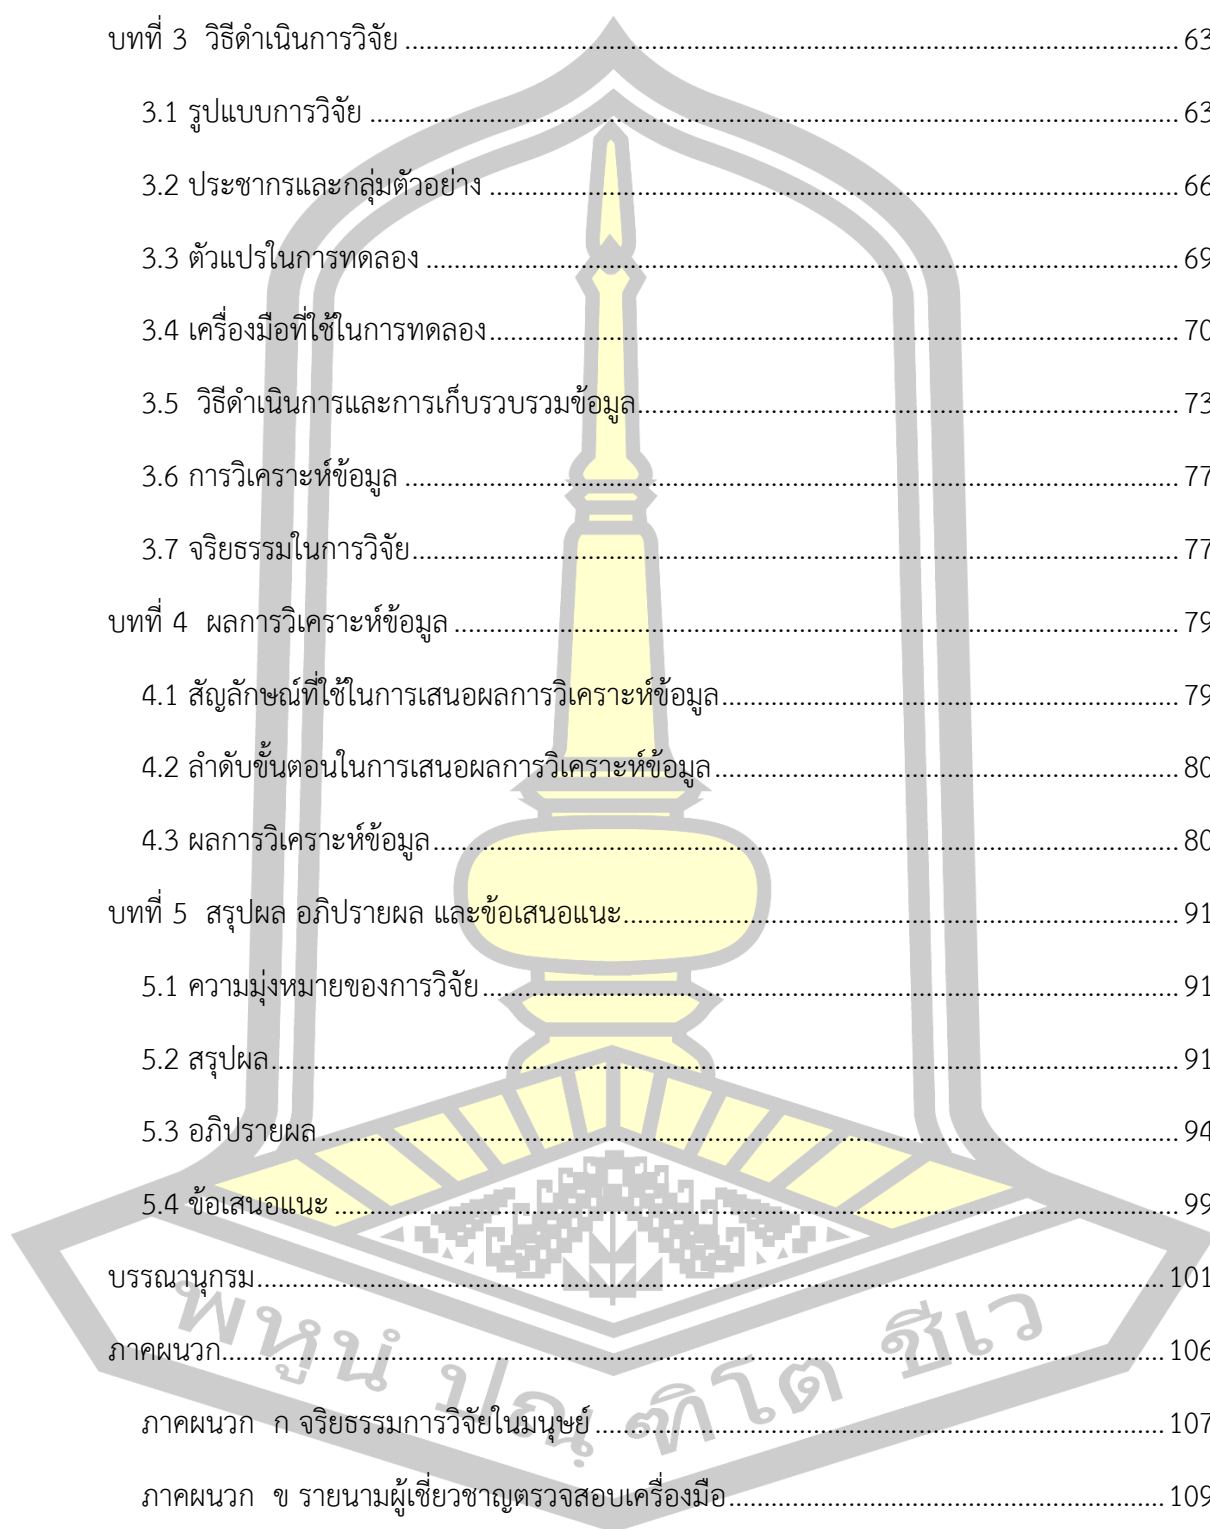 บทที่ 3  วิธีดำเนินการวิจัย ........ 63
3.1 รูปแบบการวิจัย ........ 63
3.2 ประชากรและกลุ่มตัวอย่าง ........ 66
3.3 ตัวแปรในการทดลอง ........ 69
3.4 เครื่องมือที่ใช้ในการทดลอง ........ 70
3.5  วิธีดำเนินการและการเก็บรวบรวมข้อมูล ........ 73
3.6 การวิเคราะห์ข้อมูล ........ 77
3.7 จริยธรรมในการวิจัย ........ 77
บทที่ 4  ผลการวิเคราะห์ข้อมูล ........ 79
4.1 สัญลักษณ์ที่ใช้ในการเสนอผลการวิเคราะห์ข้อมูล ........ 79
4.2 ลำดับขั้นตอนในการเสนอผลการวิเคราะห์ข้อมูล ........ 80
4.3 ผลการวิเคราะห์ข้อมูล ........ 80
บทที่ 5  สรุปผล อภิปรายผล และข้อเสนอแนะ ........ 91
5.1 ความมุ่งหมายของการวิจัย ........ 91
5.2 สรุปผล ........ 91
5.3 อภิปรายผล ........ 94
5.4 ข้อเสนอแนะ ........ 99
บรรณานุกรม ........ 101
ภาคผนวก ........ 106
ภาคผนวก  ก จริยธรรมการวิจัยในมนุษย์ ........ 107
ภาคผนวก  ข รายนามผู้เชี่ยวชาญตรวจสอบเครื่องมือ ........ 109
พหูนํ ปณฺฑิโต ชีเว